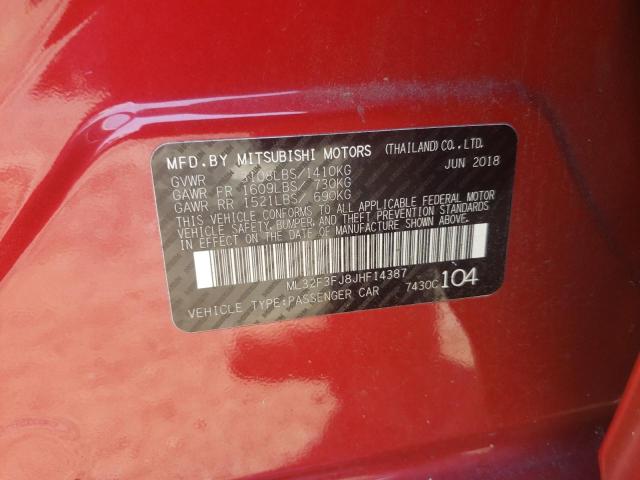 MFD. BY MITSUBISHI MOTORS (THAILAND) CO., LTD.
JUN 2018
GVWR 3108LBS/1410KG
GAWR FR 1609LBS/ 730KG
GAWR RR 1521LBS/ 690KG
THIS VEHICLE CONFORMS TO ALL APPLICABLE FEDERAL MOTOR
VEHICLE SAFETY, BUMPER, AND THEFT PREVENTION STANDARDS
IN EFFECT ON THE DATE OF MANUFACTURE SHOWN ABOVE.
ML32F3FJ8JHF14387
VEHICLE TYPE:PASSENGER CAR 7430C 104